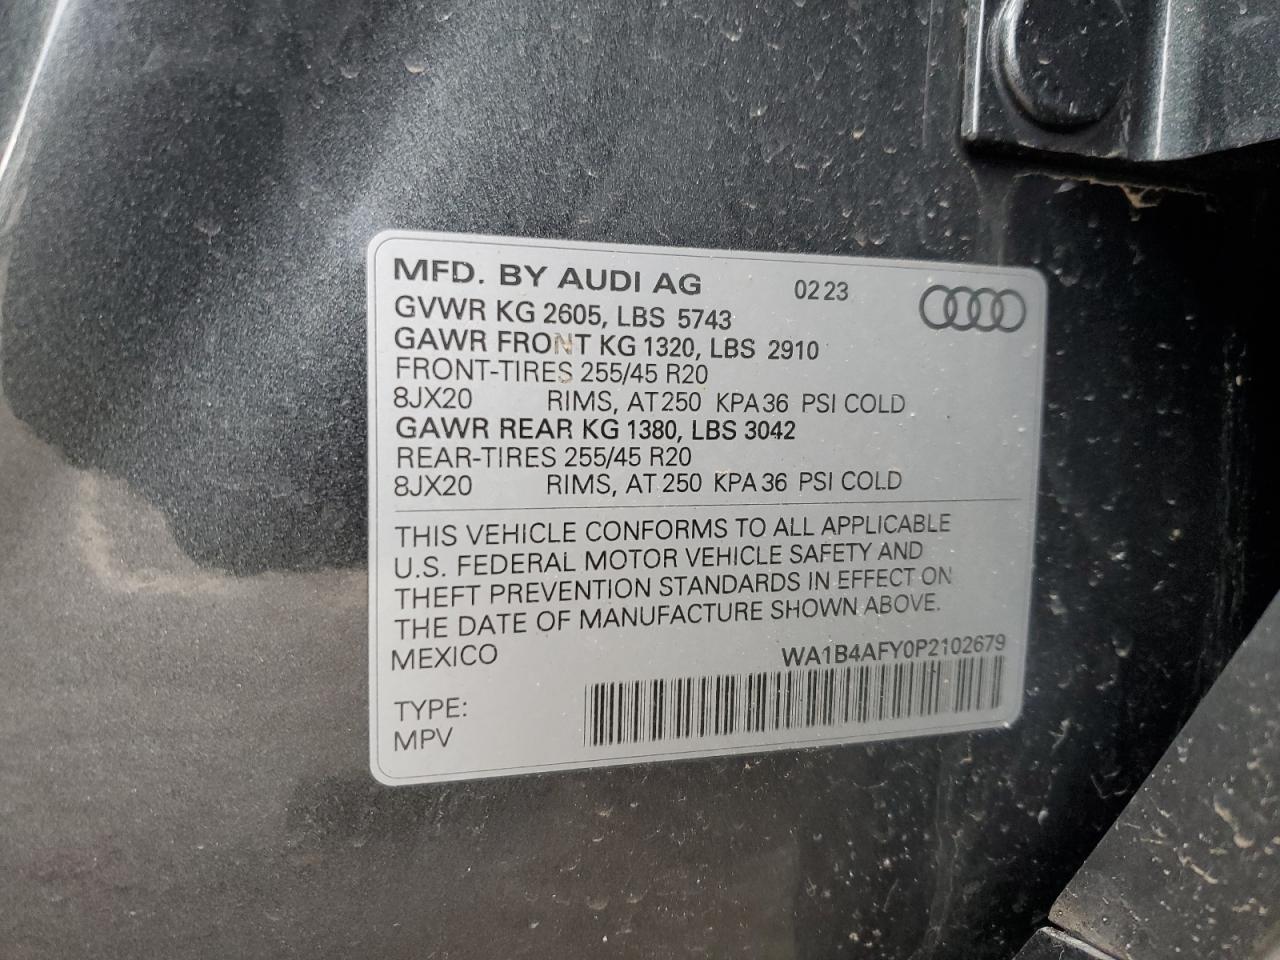 MFD. BY AUDI AG 02 23
GVWR KG 2605, LBS 5743
GAWR FRONT KG 1320, LBS 2910
FRONT-TIRES 255/45 R20
8JX20 RIMS, AT 250 KPA 36 PSI COLD
GAWR REAR KG 1380, LBS 3042
REAR-TIRES 255/45 R20
8JX20 RIMS, AT 250 KPA 36 PSI COLD
THIS VEHICLE CONFORMS TO ALL APPLICABLE
U.S. FEDERAL MOTOR VEHICLE SAFETY AND
THEFT PREVENTION STANDARDS IN EFFECT ON
THE DATE OF MANUFACTURE SHOWN ABOVE.
MEXICO WA1B4AFY0P2102679
TYPE:
MPV